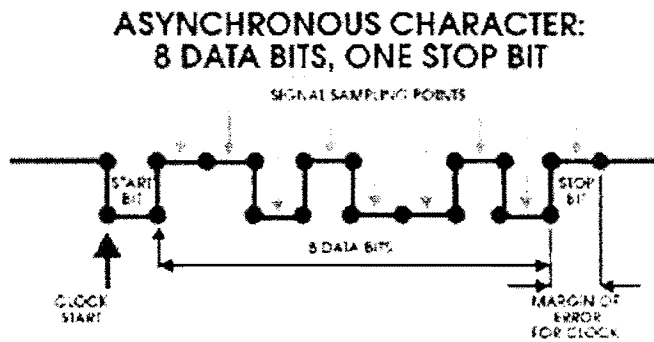 ASYNCHRONOUS CHARACTER:
8 DATA BITS, ONE STOP BIT
SIGNAL SAMPLING POINTS
START
BIT
STOP
BIT
8 DATA BITS
CLOCK
START
MARGIN OF
ERROR
FOR CLOCK